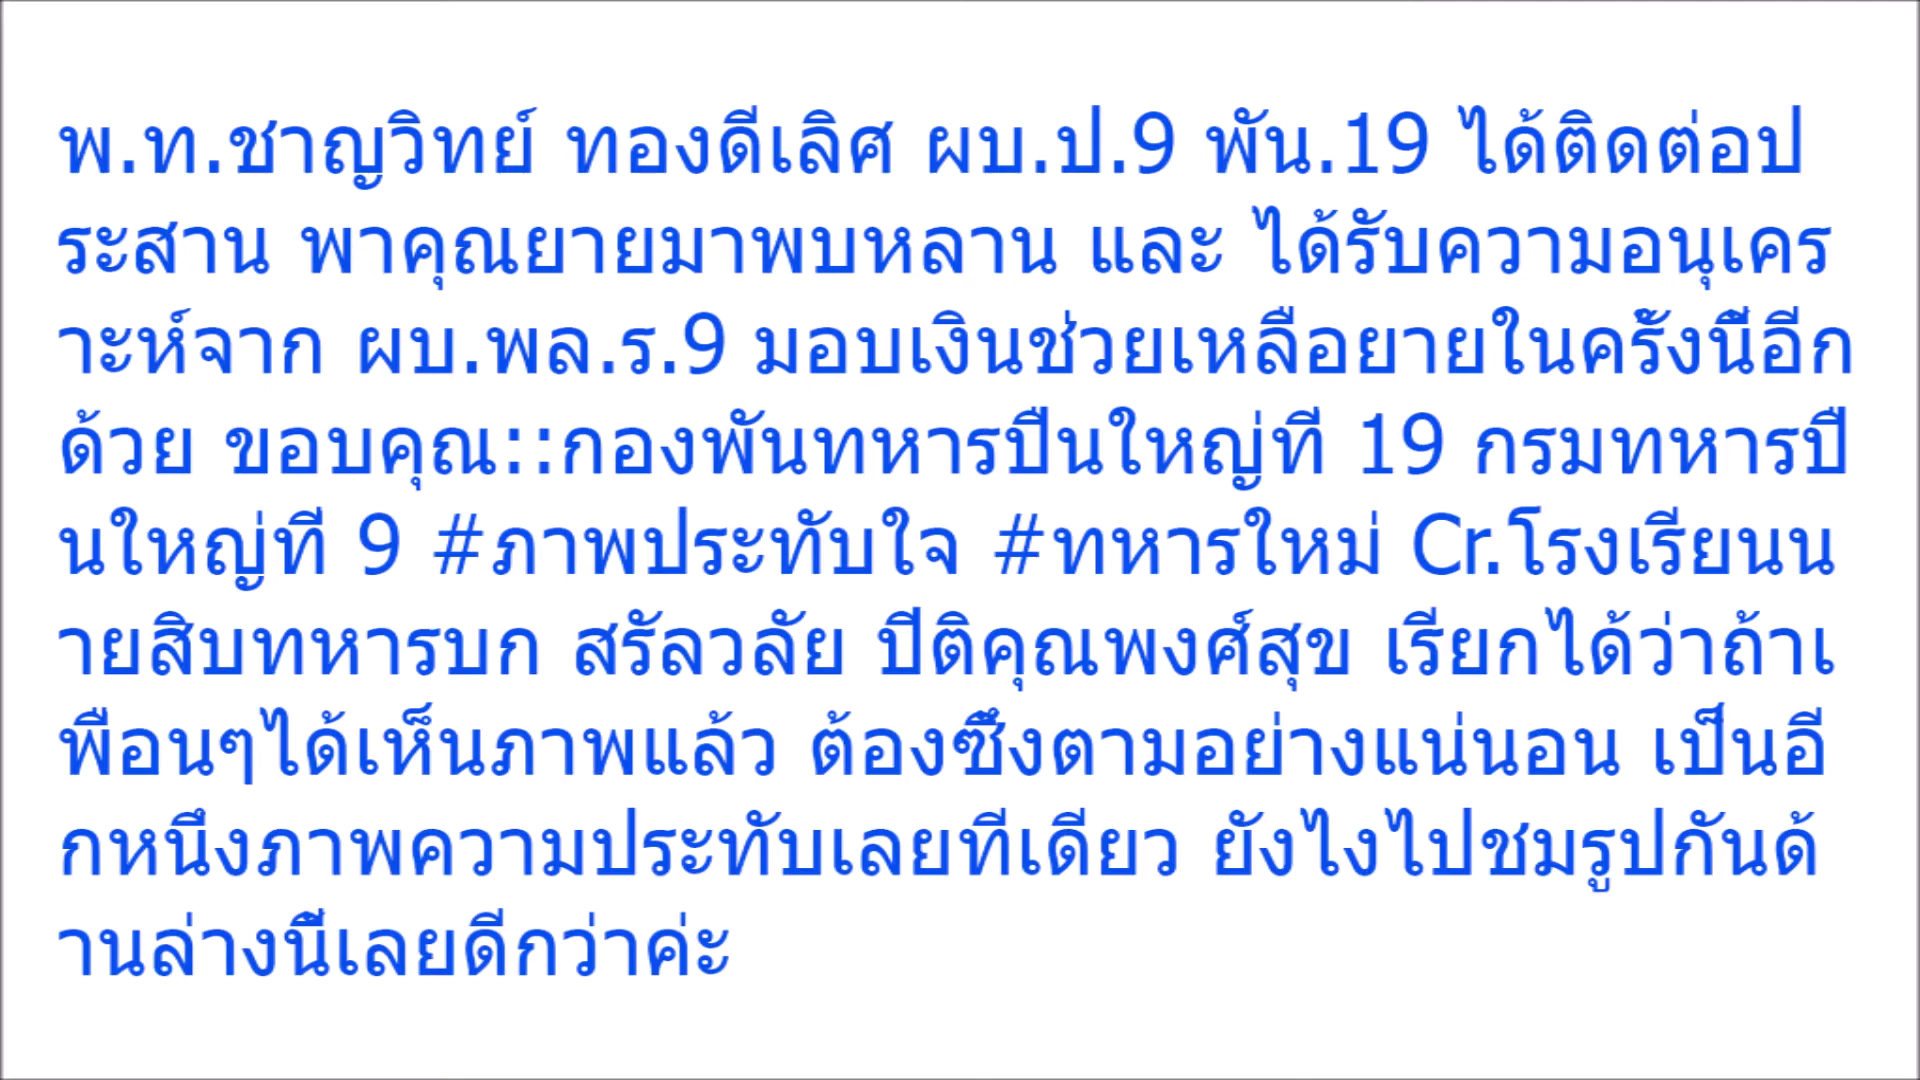 พ.ท.ชาญวิทย์ ทองดีเลิศ ผบ.ป.9 พัน.19 ได้ติดต่อป
ระสาน พาคุณยายมาพบหลาน และ ได้รับความอนุเคร
าะห์จาก ผบ.พล.ร.9 มอบเงินช่วยเหลือยายในครั้งนี้อีก
ด้วย ขอบคุณ::กองพันทหารปืนใหญ่ที่ 19 กรมทหารปื
นใหญ่ที่ 9 #ภาพประทับใจ #ทหารใหม่ Cr.โรงเรียนน
ายสิบทหารบก สรัลวลัย ปีติคุณพงศ์สุข เรียกได้ว่าถ้าเ
พื่อนๆได้เห็นภาพแล้ว ต้องซึ้งตามอย่างแน่นอน เป็นอี
กหนึ่งภาพความประทับเลยทีเดียว ยังไงไปชมรูปกันด้
านล่างนี้เลยดีกว่าค่ะ